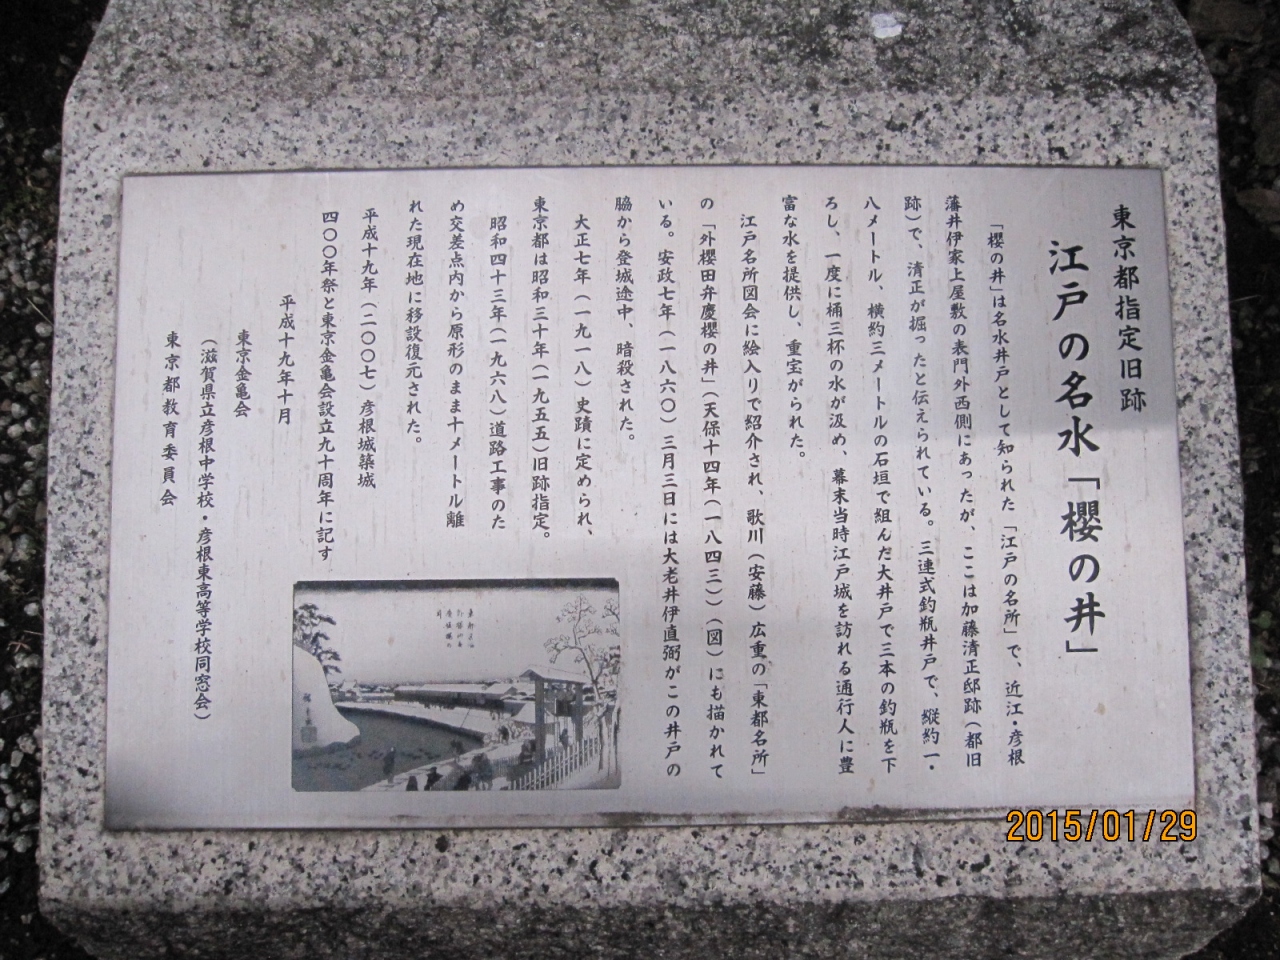 東京都指定旧跡
江戸の名水「櫻の井」
「櫻の井」は名水井戸として知られた「江戸の名所」で、近江・彦根
藩井伊家上屋敷の表門外西側にあったが、ここは加藤清正邸跡（都旧
跡）で、清正が掘ったと伝えられている。三連式釣瓶井戸で、縦約一・
八メートル、横約三メートルの石垣で組んだ大井戸で三本の釣瓶を下
ろし、一度に桶三杯の水が汲め、幕末当時江戸城を訪れる通行人に豊
富な水を提供し、重宝がられた。
江戸名所図会に絵入りで紹介され、歌川（安藤）広重の「東都名所」
の「外櫻田弁慶櫻の井」（天保十四年（一八四三））（図）にも描かれて
いる。安政七年（一八六〇）三月三日には大老井伊直弼がこの井戸の
脇から登城途中、暗殺された。
大正七年（一九一八）史蹟に定められ、
東京都は昭和三十年（一九五五）旧跡指定。
昭和四十三年（一九六八）道路工事のた
め交差点内から原形のまま十メートル離
れた現在地に移設復元された。
平成十九年（二〇〇七）彦根城築城
四〇〇年祭と東京金亀会設立九十周年に記す
平成十九年十月
東京金亀会
（滋賀県立彦根中学校・彦根東高等学校同窓会）
東京都教育委員会
2015/01/29